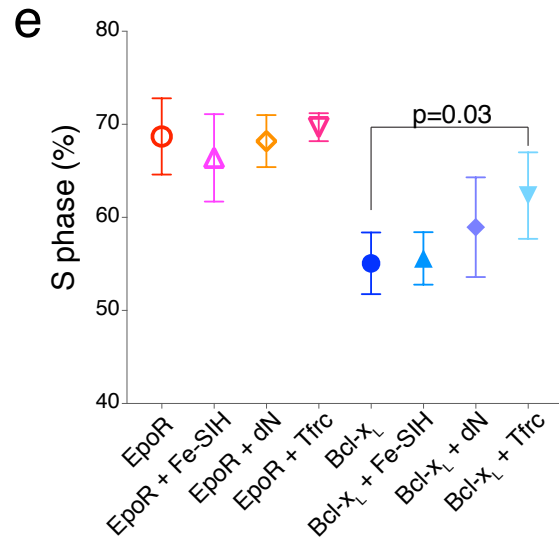 e
S phase (%)
80
70
60
50
40
p=0.03
EpoR
EpoR + Fe-SIH
EpoR + dN
EpoR + Tfrc
Bcl-xL
Bcl-xL + Fe-SIH
Bcl-xL + dN
Bcl-xL + Tfrc